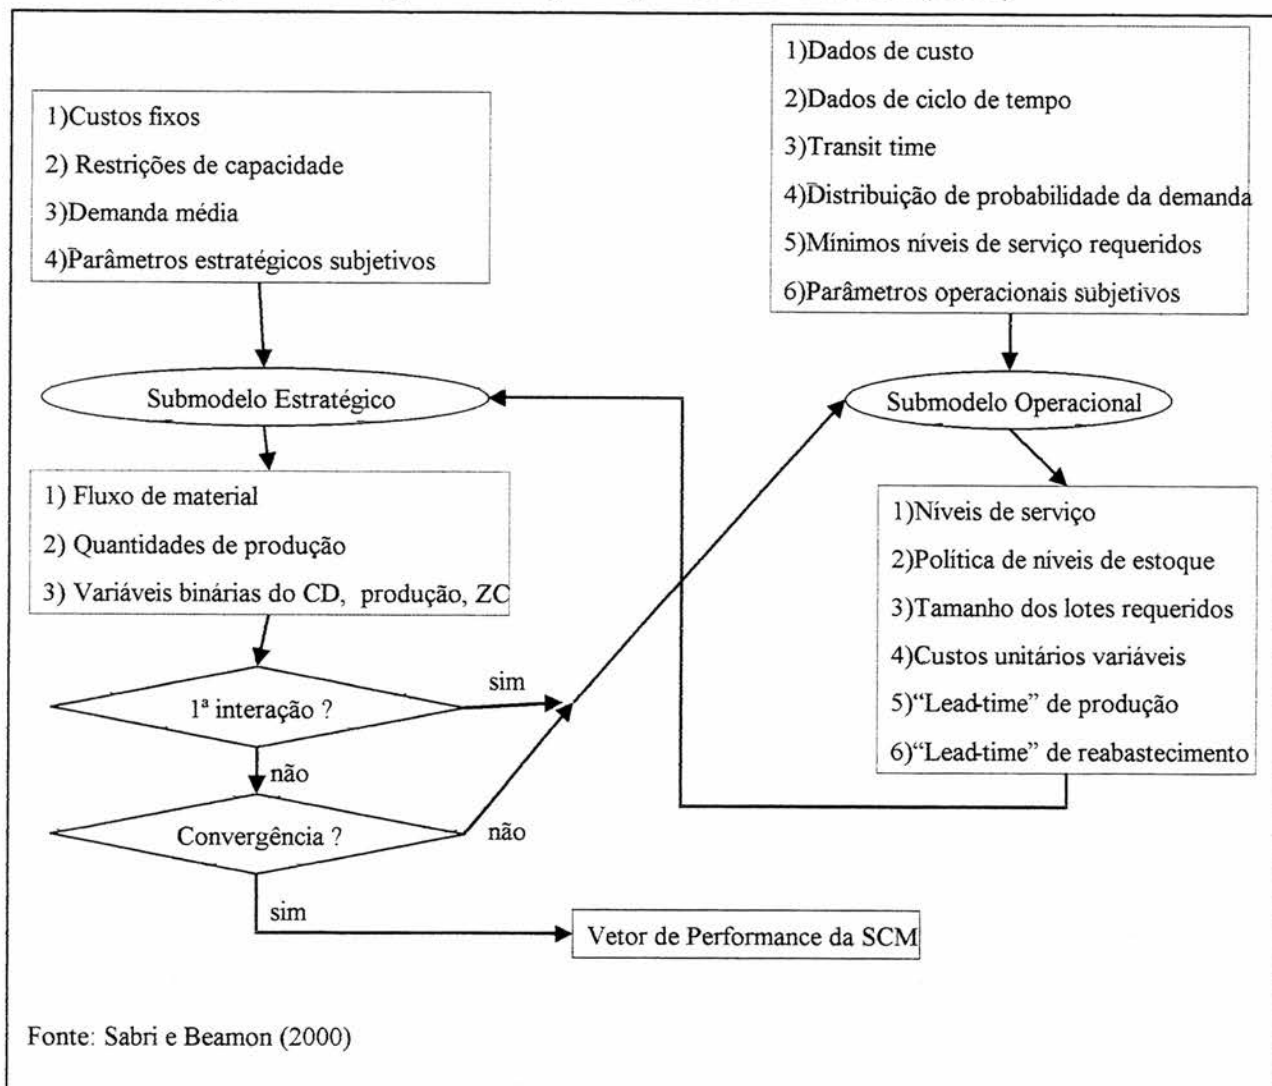 1)Custos fixos
2) Restrições de capacidade
3)Demanda média
4)Parâmetros estratégicos subjetivos
1)Dados de custo
2)Dados de ciclo de tempo
3)Transit time
4)Distribuição de probabilidade da demanda
5)Mínimos níveis de serviço requeridos
6)Parâmetros operacionais subjetivos
Submodelo Estratégico
Submodelo Operacional
1) Fluxo de material
2) Quantidades de produção
3) Variáveis binárias do CD, produção, ZC
1)Níveis de serviço
2)Política de níveis de estoque
3)Tamanho dos lotes requeridos
4)Custos unitários variáveis
5)“Lead-time” de produção
6)“Lead-time” de reabastecimento
1ª interação ?
sim
não
Convergência ?
não
sim
Vetor de Performance da SCM
Fonte: Sabri e Beamon (2000)